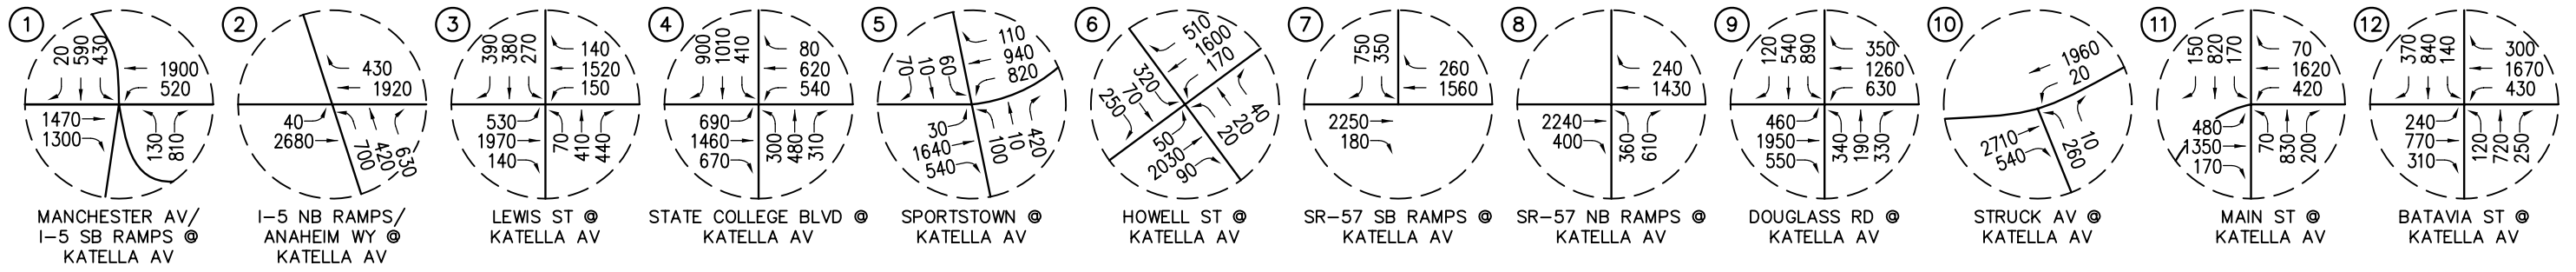 1
20 590 430
1900
520
1470
1300
130 810
MANCHESTER AV/
I-5 SB RAMPS @
KATELLA AV
2
430
1920
40
2680
700 420 630
I-5 NB RAMPS/
ANAHEIM WY @
KATELLA AV
3
390 380 270
140
1520
150
530
1970
140
70 410 440
LEWIS ST @
KATELLA AV
4
900 1010 410
80
620
540
690
1460
670
300 480 310
STATE COLLEGE BLVD @
KATELLA AV
5
70 10 60
110
940
820
30
1640
540
100 10 420
SPORTSTOWN @
KATELLA AV
6
510
1600
170
320
70
250
50
2030
90
20 20 40
HOWELL ST @
KATELLA AV
7
750 350
260
1560
2250
180
SR-57 SB RAMPS @
KATELLA AV
8
240
1430
2240
400
360 610
SR-57 NB RAMPS @
KATELLA AV
9
120 540 890
350
1260
630
460
1950
550
340 190 330
DOUGLASS RD @
KATELLA AV
10
1960
20
2710
540
260 10
STRUCK AV @
KATELLA AV
11
150 820 170
70
1620
420
480
1350
170
70 830 200
MAIN ST @
KATELLA AV
12
370 840 140
300
1670
430
240
770
310
120 720 250
BATAVIA ST @
KATELLA AV